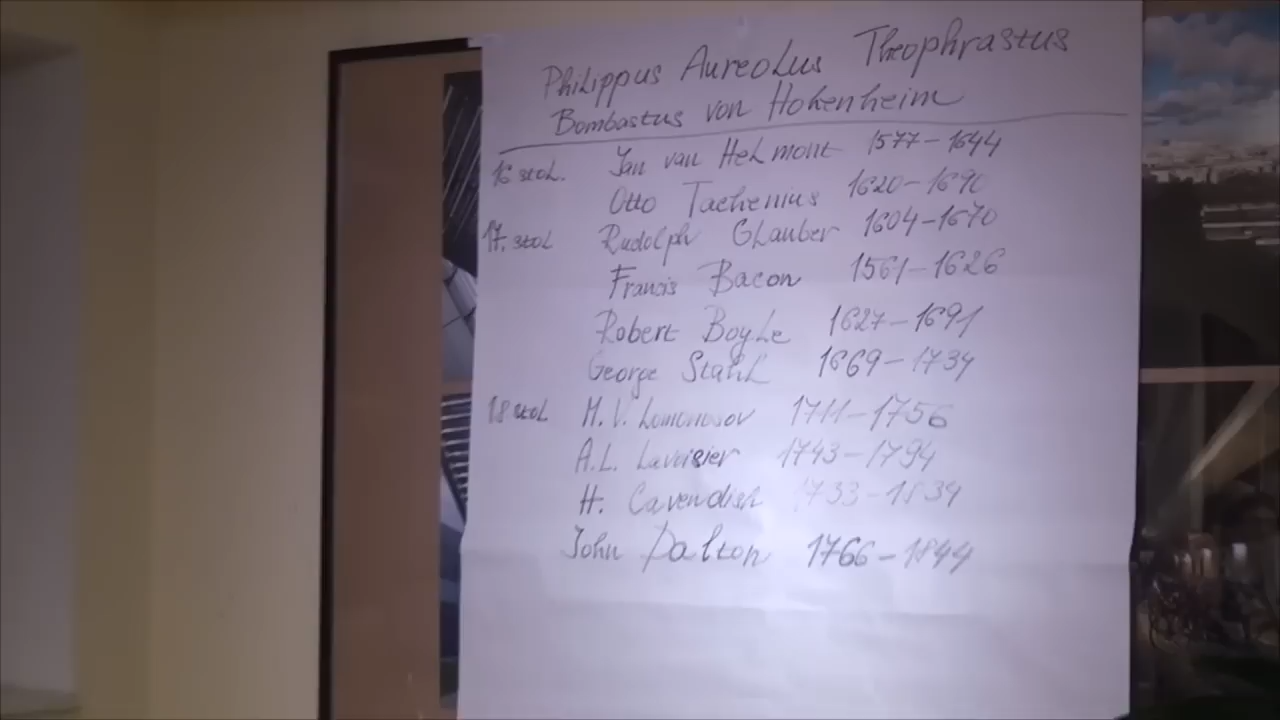 Philippus Aureolus Theophrastus
Bombastus von Hohenheim
16 stol. Jan van Helmont 1577-1644
Otto Tachenius 1620-1690
17. stol Rudolph Glauber 1604-1670
Francis Bacon 1561-1626
Robert Boyle 1627-1691
George Stahl 1669-1734
18 stol M.V. Lomonosov 1711-1756
A.L. Lavoisier 1743-1794
H. Cavendish 1733-1834
John Dalton 1766-1844